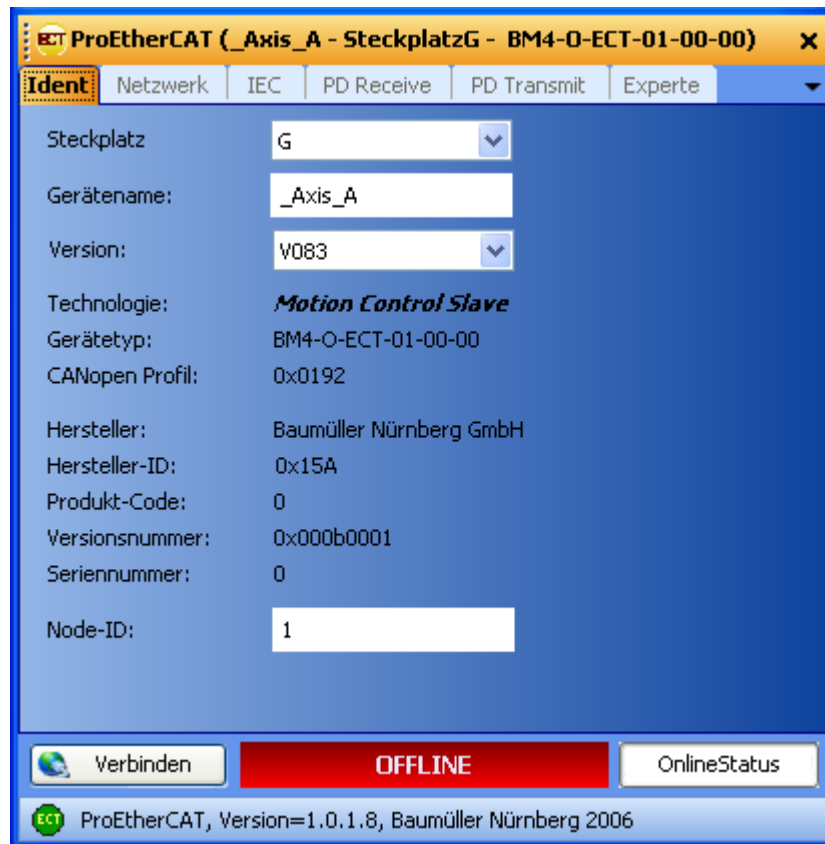 ECT ProEtherCAT (_Axis_A - SteckplatzG - BM4-O-ECT-01-00-00)
Ident Netzwerk IEC PD Receive PD Transmit Experte
Steckplatz G
Gerätename: _Axis_A
Version: V083
Technologie: Motion Control Slave
Gerätetyp: BM4-O-ECT-01-00-00
CANopen Profil: 0x0192
Hersteller: Baumüller Nürnberg GmbH
Hersteller-ID: 0x15A
Produkt-Code: 0
Versionsnummer: 0x000b0001
Seriennummer: 0
Node-ID: 1
Verbinden OFFLINE OnlineStatus
ECT ProEtherCAT, Version=1.0.1.8, Baumüller Nürnberg 2006